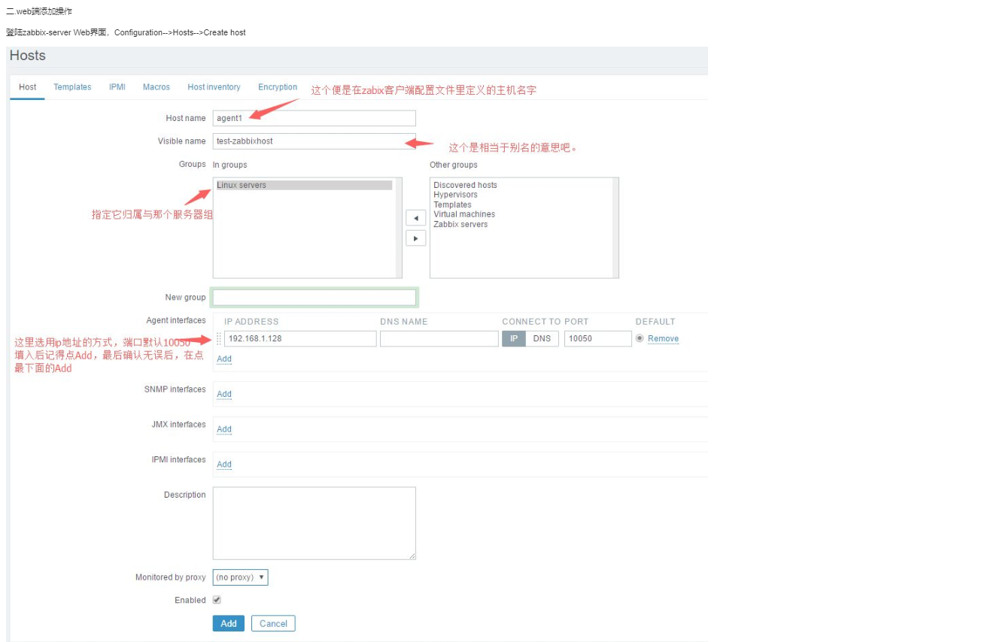 二.web端添加操作
登陆zabbix-server Web界面，Configuration-->Hosts-->Create host
Hosts
Host Templates IPMI Macros Host inventory Encryption
这个便是在zabix客户端配置文件里定义的主机名字
Host name agent1
Visible name test-zabbixhost
这个是相当于别名的意思吧。
Groups In groups Other groups
Linux servers
Discovered hosts
Hypervisors
Templates
Virtual machines
Zabbix servers
指定它归属与那个服务器组
New group
Agent interfaces IP ADDRESS DNS NAME CONNECT TO PORT DEFAULT
192.168.1.128 IP DNS 10050 Remove
这里选用ip地址的方式，端口默认10050
填入后记得点Add，最后确认无误后，在点
最下面的Add
Add
SNMP interfaces Add
JMX interfaces Add
IPMI interfaces Add
Description
Monitored by proxy (no proxy)
Enabled
Add Cancel